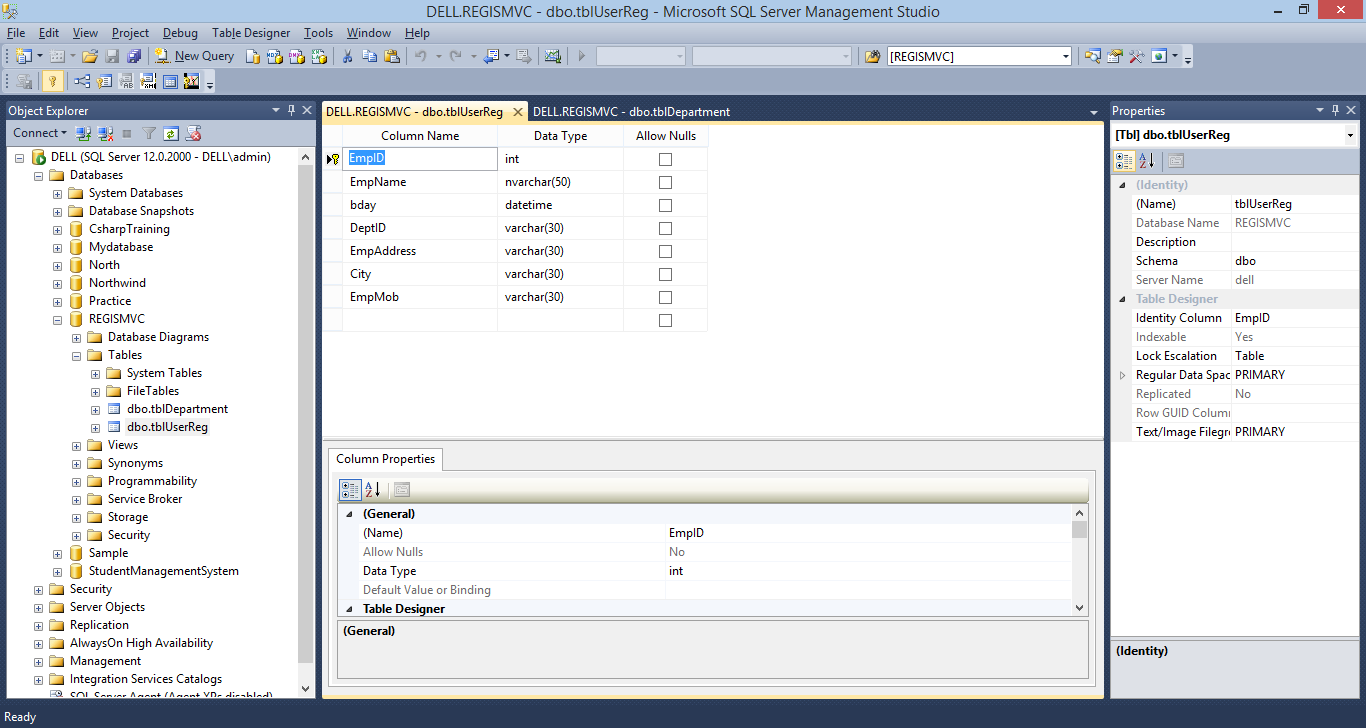 DELL.REGISMVC - dbo.tblUserReg - Microsoft SQL Server Management Studio
File Edit View Project Debug Table Designer Tools Window Help
New Query [REGISMVC]
Object Explorer
Connect
DELL (SQL Server 12.0.2000 - DELL\admin)
Databases
System Databases
Database Snapshots
CsharpTraining
Mydatabase
North
Northwind
Practice
REGISMVC
Database Diagrams
Tables
System Tables
FileTables
dbo.tblDepartment
dbo.tblUserReg
Views
Synonyms
Programmability
Service Broker
Storage
Security
Sample
StudentManagementSystem
Security
Server Objects
Replication
AlwaysOn High Availability
Management
Integration Services Catalogs
SQL Server Agent (Agent XPs disabled)
DELL.REGISMVC - dbo.tblUserReg DELL.REGISMVC - dbo.tblDepartment
Column Name Data Type Allow Nulls
EmpID int
EmpName nvarchar(50)
bday datetime
DeptID varchar(30)
EmpAddress varchar(30)
City varchar(30)
EmpMob varchar(30)
Column Properties
(General)
(Name) EmpID
Allow Nulls No
Data Type int
Default Value or Binding
Table Designer
(General)
Properties
[Tbl] dbo.tblUserReg
(Identity)
(Name) tblUserReg
Database Name REGISMVC
Description
Schema dbo
Server Name dell
Table Designer
Identity Column EmpID
Indexable Yes
Lock Escalation Table
Regular Data Spac PRIMARY
Replicated No
Row GUID Colum
Text/Image Filegr PRIMARY
(Identity)
Ready